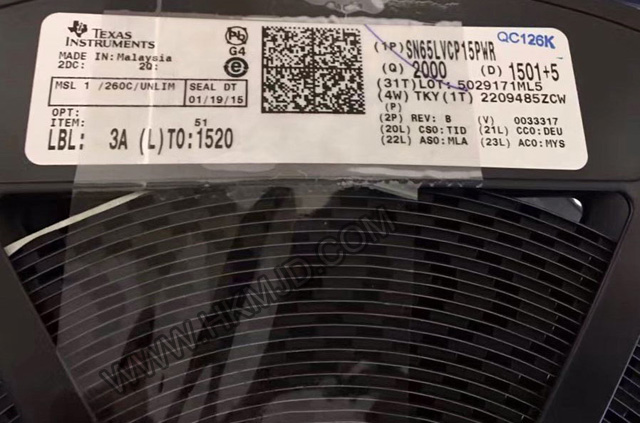 TEXAS
INSTRUMENTS
MADE IN: Malaysia
2DC: 2Q:
MSL 1 /260C/UNLIM
SEAL DT
01/19/15
OPT:
ITEM: 51
LBL: 3A (L)TO:1520
Pb
G4
e
QC126K
(1P) SN65LVCP15PWR
(Q) 2000 (D) 1501+5
(31T)LOT: 5029171ML5
(4W) TKY(1T) 2209485ZCW
(P)
(2P) REV: B (V) 0033317
(20L) CSO:TID (21L) CCO:DEU
(22L) ASO:MLA (23L) ACO:MYS
WWW.HKMJD.COM